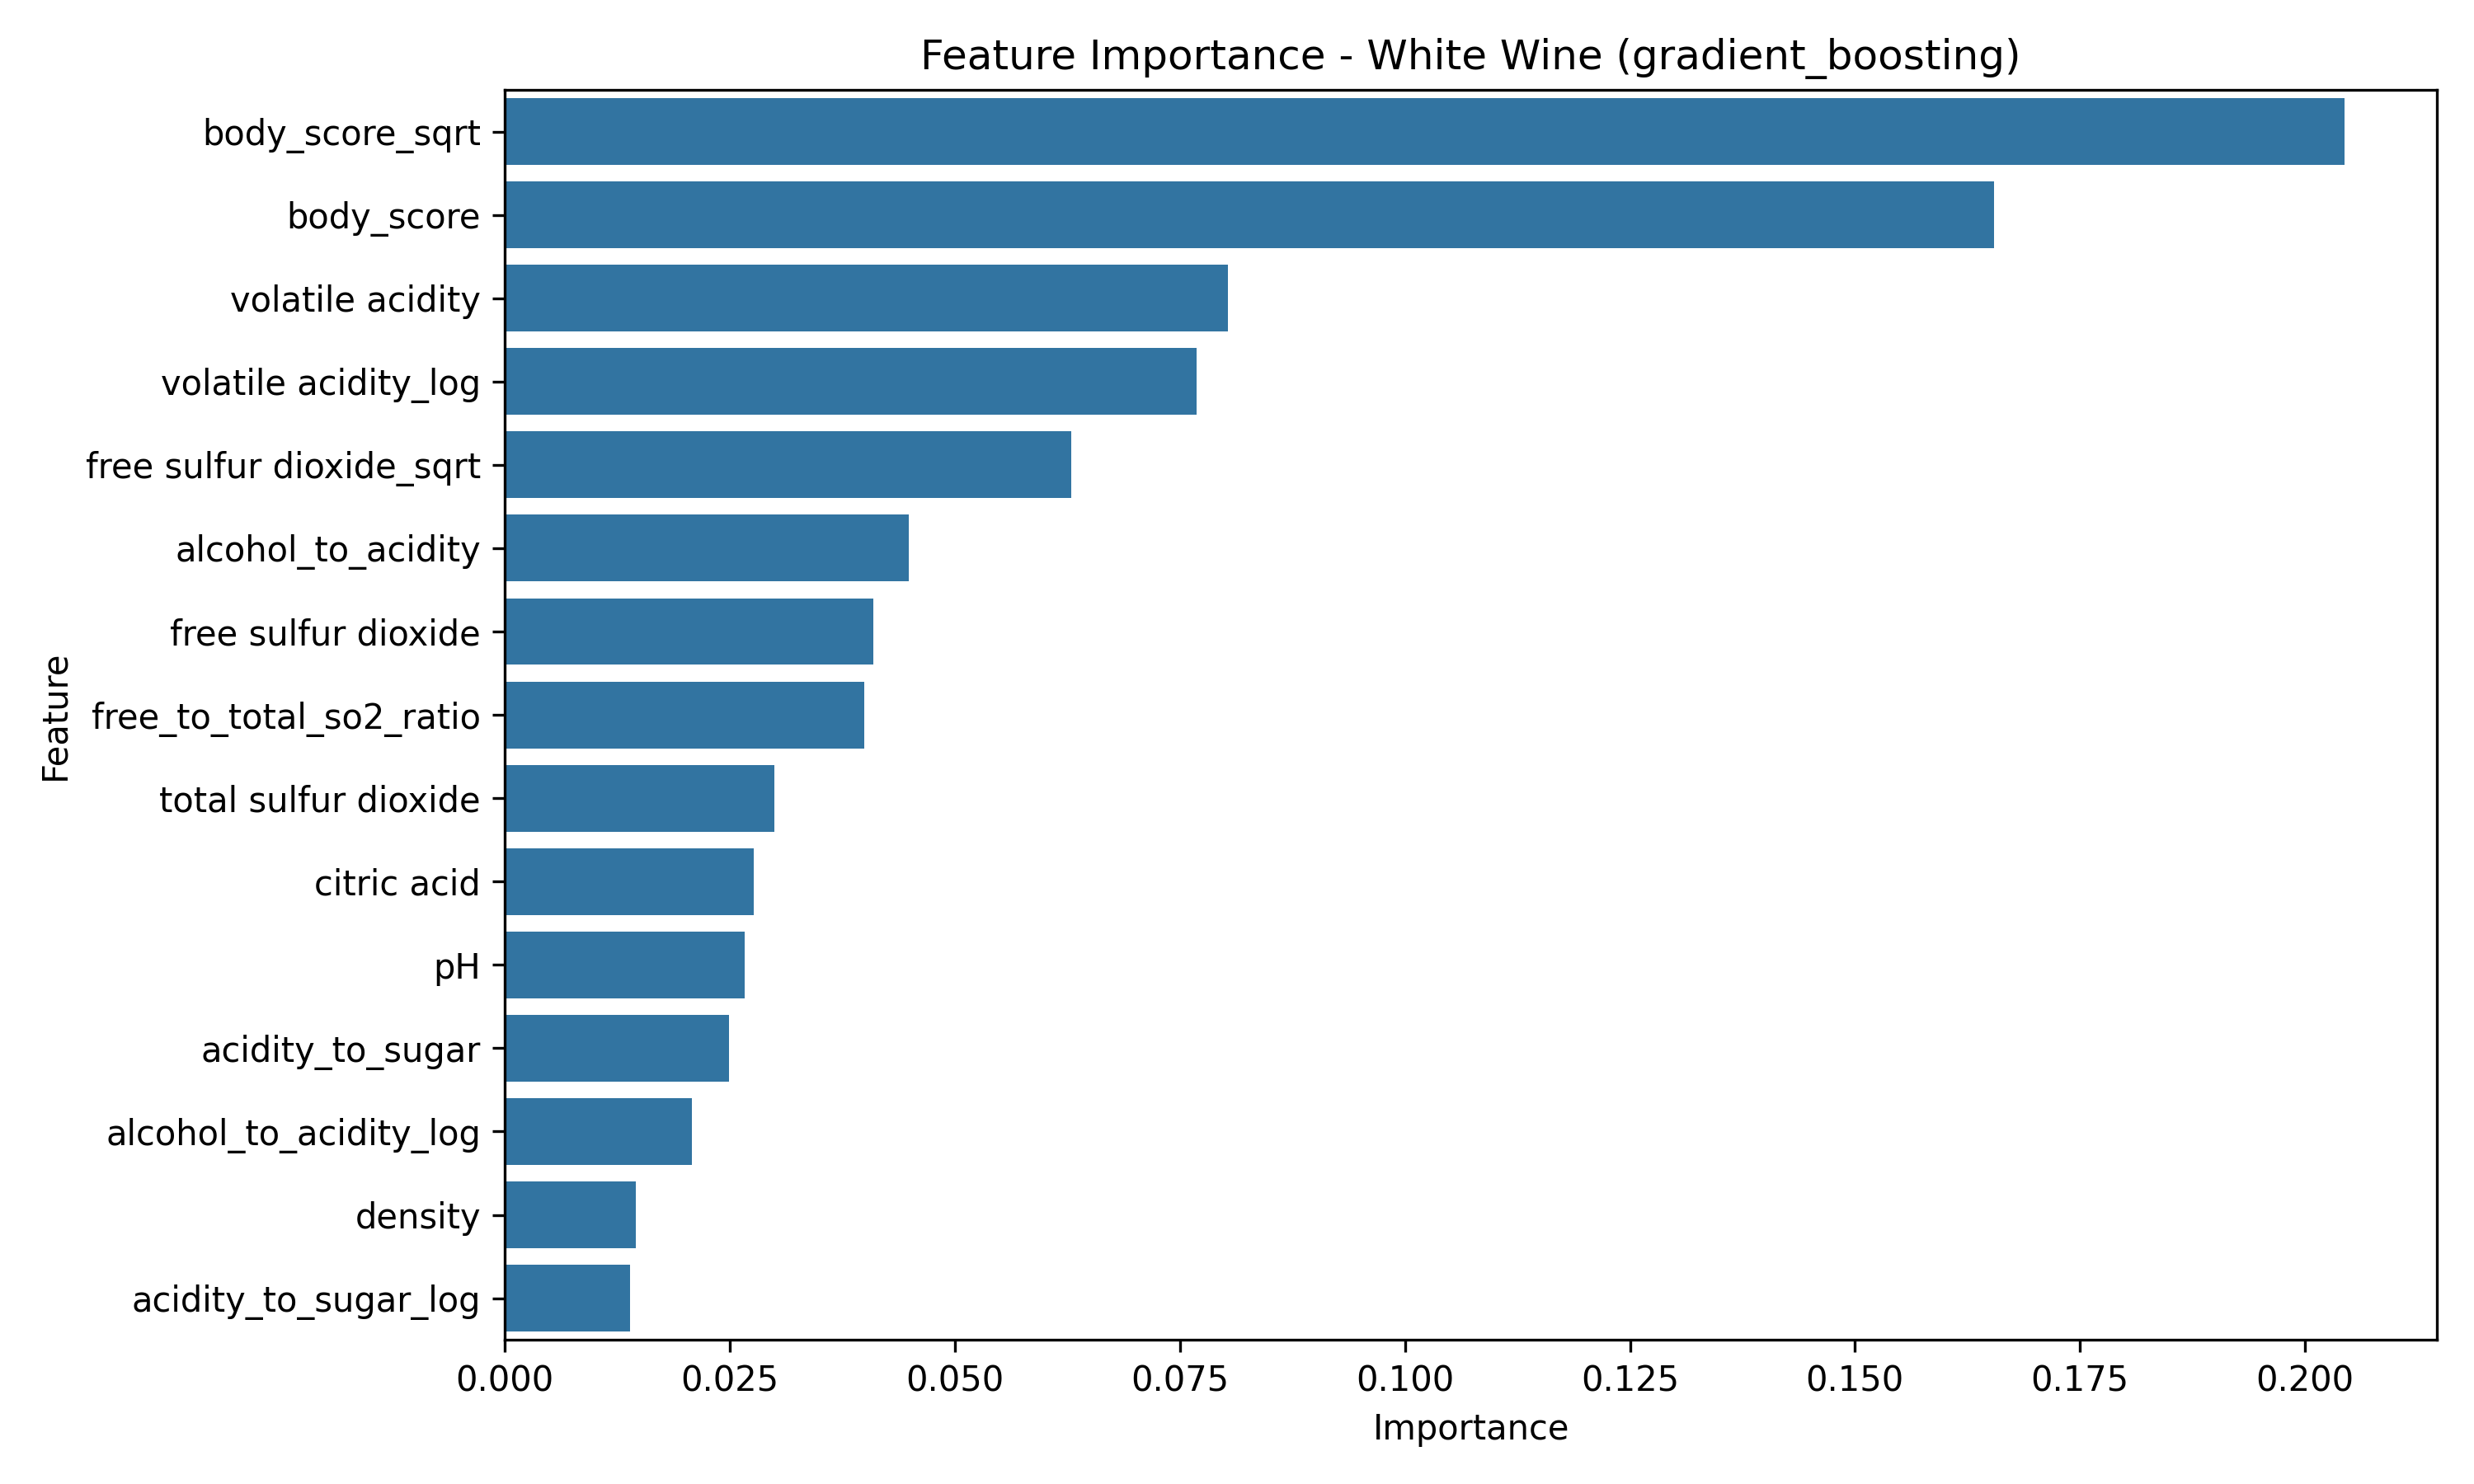 Feature Importance - White Wine (gradient_boosting)
body_score_sqrt
body_score
volatile acidity
volatile acidity_log
free sulfur dioxide_sqrt
alcohol_to_acidity
free sulfur dioxide
free_to_total_so2_ratio
total sulfur dioxide
citric acid
pH
acidity_to_sugar
alcohol_to_acidity_log
density
acidity_to_sugar_log
Feature
0.000 0.025 0.050 0.075 0.100 0.125 0.150 0.175 0.200
Importance